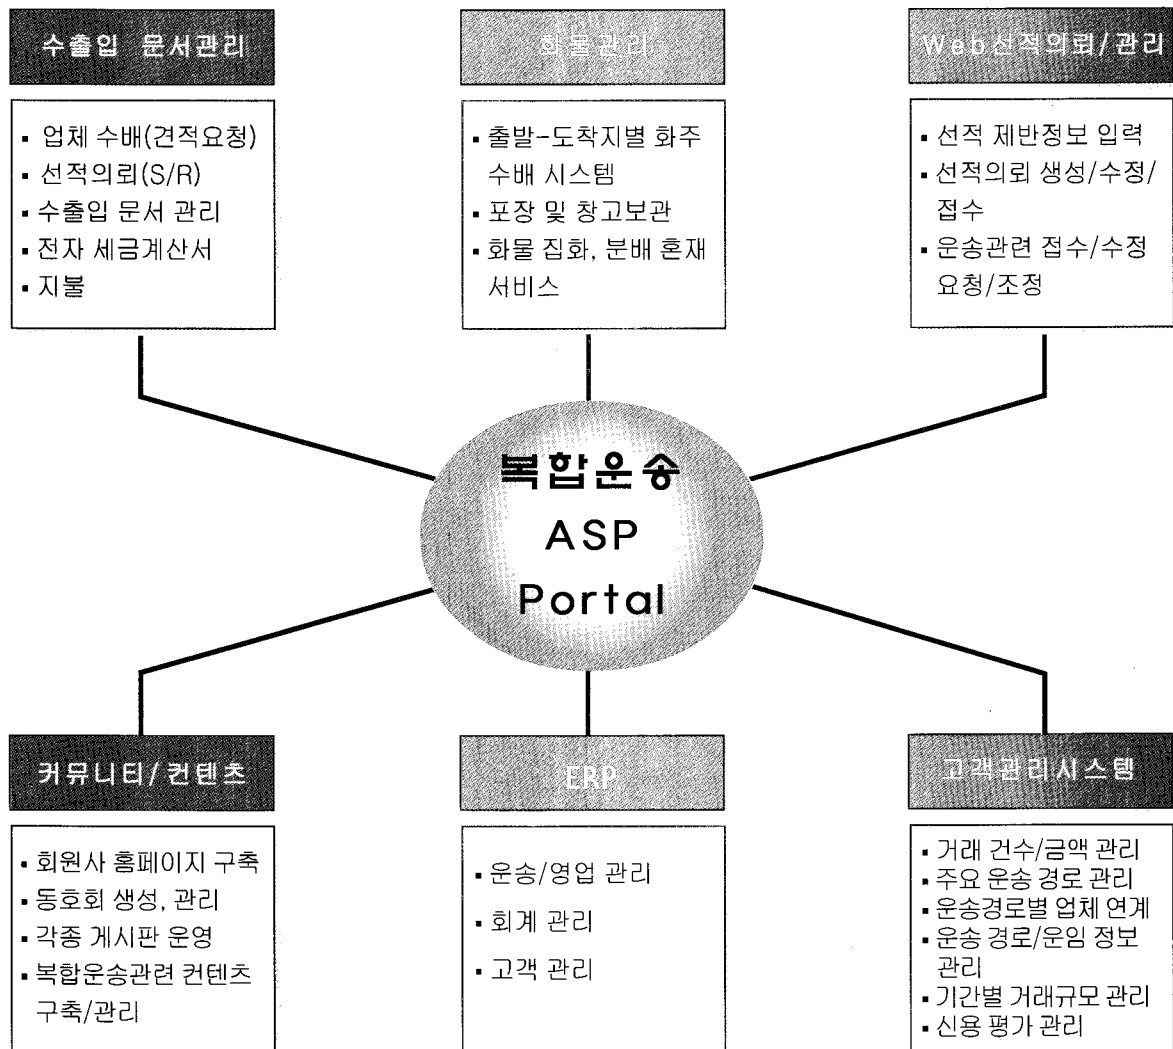 수출입 문서관리
▪ 업체 수배(견적요청)
▪ 선적의뢰(S/R)
▪ 수출입 문서 관리
▪ 전자 세금계산서
▪ 지불
화물관리
▪ 출발-도착지별 화주
수배 시스템
▪ 포장 및 창고보관
▪ 화물 집화, 분배 혼재
서비스
Web선적의뢰/관리
▪ 선적 제반정보 입력
▪ 선적의뢰 생성/수정/
접수
▪ 운송관련 접수/수정
요청/조정
복합운송
ASP
Portal
커뮤니티/컨텐츠
▪ 회원사 홈페이지 구축
▪ 동호회 생성, 관리
▪ 각종 게시판 운영
▪ 복합운송관련 컨텐츠
구축/관리
ERP
▪ 운송/영업 관리
▪ 회계 관리
▪ 고객 관리
고객관리시스템
▪ 거래 건수/금액 관리
▪ 주요 운송 경로 관리
▪ 운송경로별 업체 연계
▪ 운송 경로/운임 정보
관리
▪ 기간별 거래규모 관리
▪ 신용 평가 관리